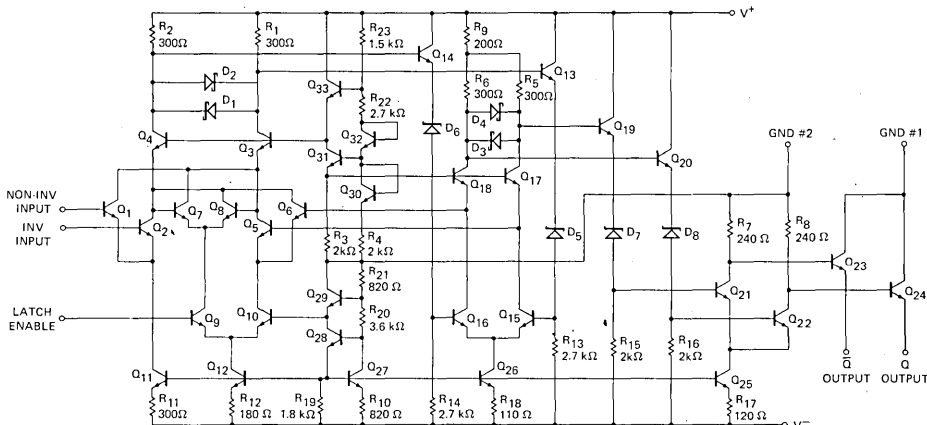 V+
R2
300Ω
R1
300Ω
R23
1.5 kΩ
Q14
R9
200Ω
Q13
D2
D1
Q33
R22
2.7 kΩ
D6
R6
300Ω
R5
300Ω
D4
D3
Q19
GND #2
GND #1
Q4
Q3
Q32
Q31
Q30
Q18
Q17
Q20
NON-INV
INPUT
Q1
Q7
Q8
Q6
INV
INPUT
Q2
Q5
R3
2kΩ
R4
2 kΩ
D5
D7
D8
R7
240 Ω
R8
240 Ω
Q23
R21
820 Ω
Q29
Q21
Q24
LATCH
ENABLE
Q9
Q10
R20
3.6 kΩ
Q28
Q16
Q15
Q22
R13
2.7 kΩ
R15
2kΩ
R16
2kΩ
Q̅
OUTPUT
Q
OUTPUT
Q11
Q12
Q27
Q26
Q25
R11
300Ω
R12
180 Ω
R19
1.8 kΩ
R10
820 Ω
R14
2.7 kΩ
R18
110 Ω
R17
120 Ω
V−